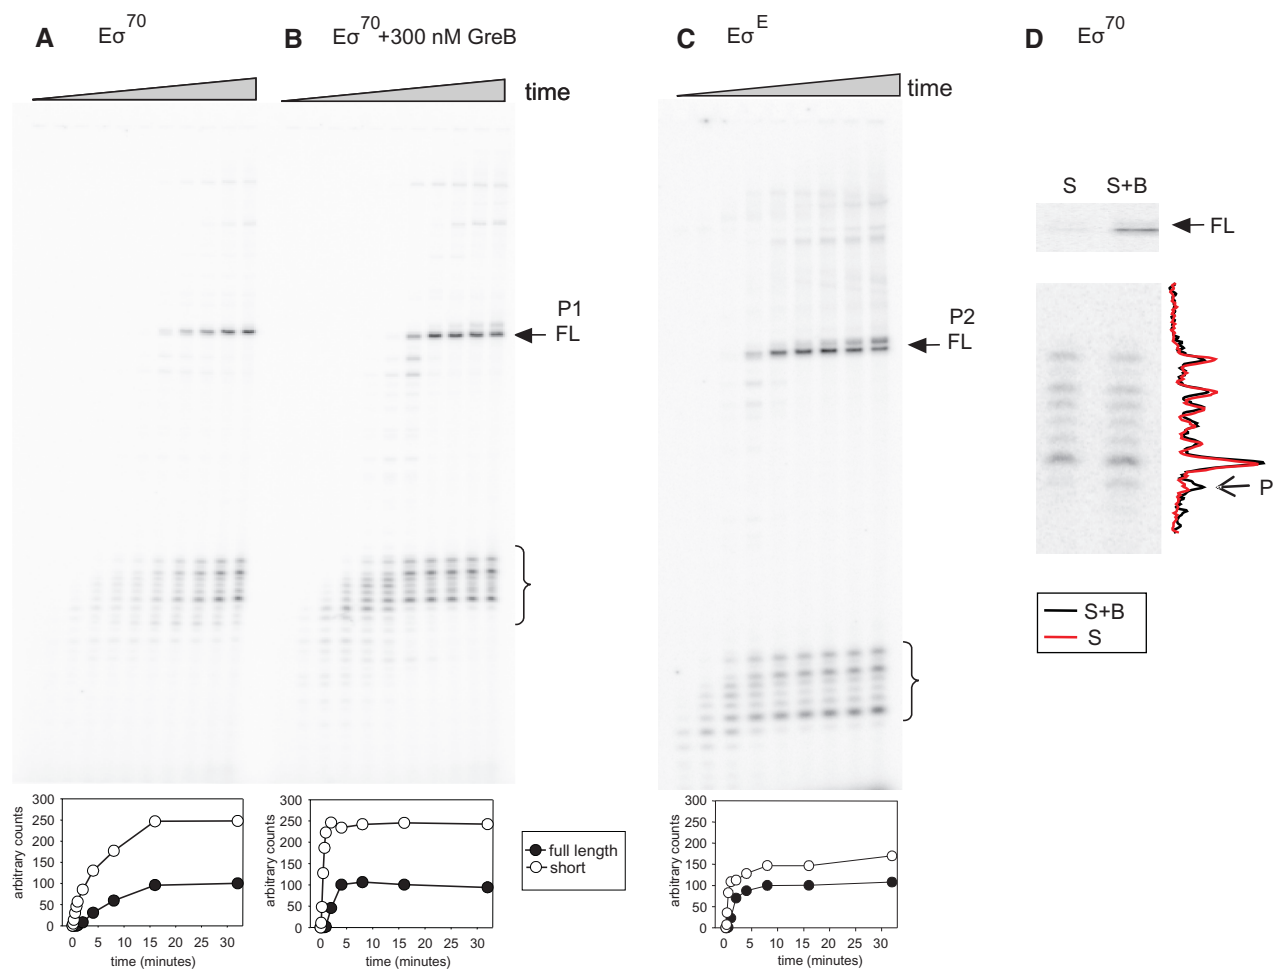 A Eσ70
B Eσ70+300 nM GreB
C EσE
D Eσ70
time
time
S S+B
FL
P1
FL
P2
FL
P
S+B
S
300
250
200
150
100
50
0
arbitrary counts
0 5 10 15 20 25 30
time (minutes)
300
250
200
150
100
50
0
arbitrary counts
0 5 10 15 20 25 30
time (minutes)
full length
short
300
250
200
150
100
50
0
arbitrary counts
0 5 10 15 20 25 30
time (minutes)